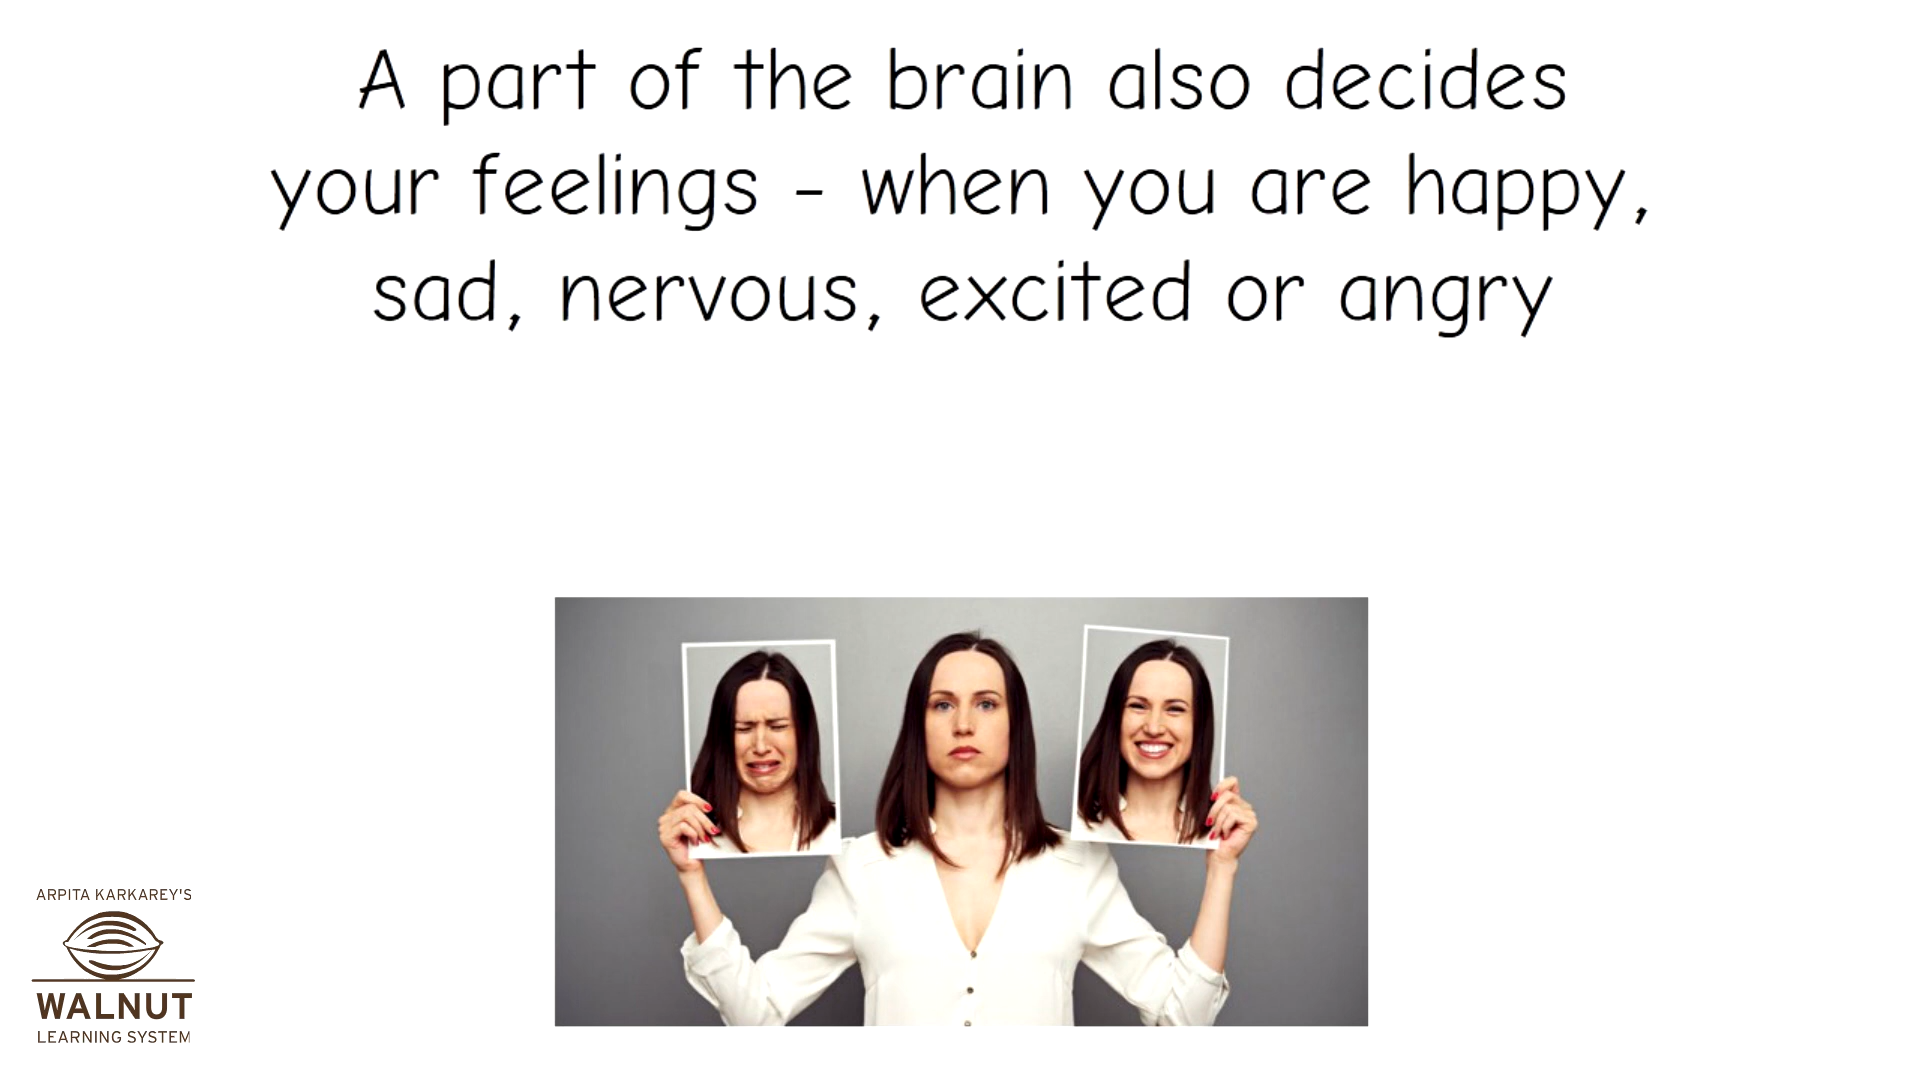 A part of the brain also decides
your feelings - when you are happy,
sad, nervous, excited or angry
ARPITA KARKAREY'S
WALNUT
LEARNING SYSTEM